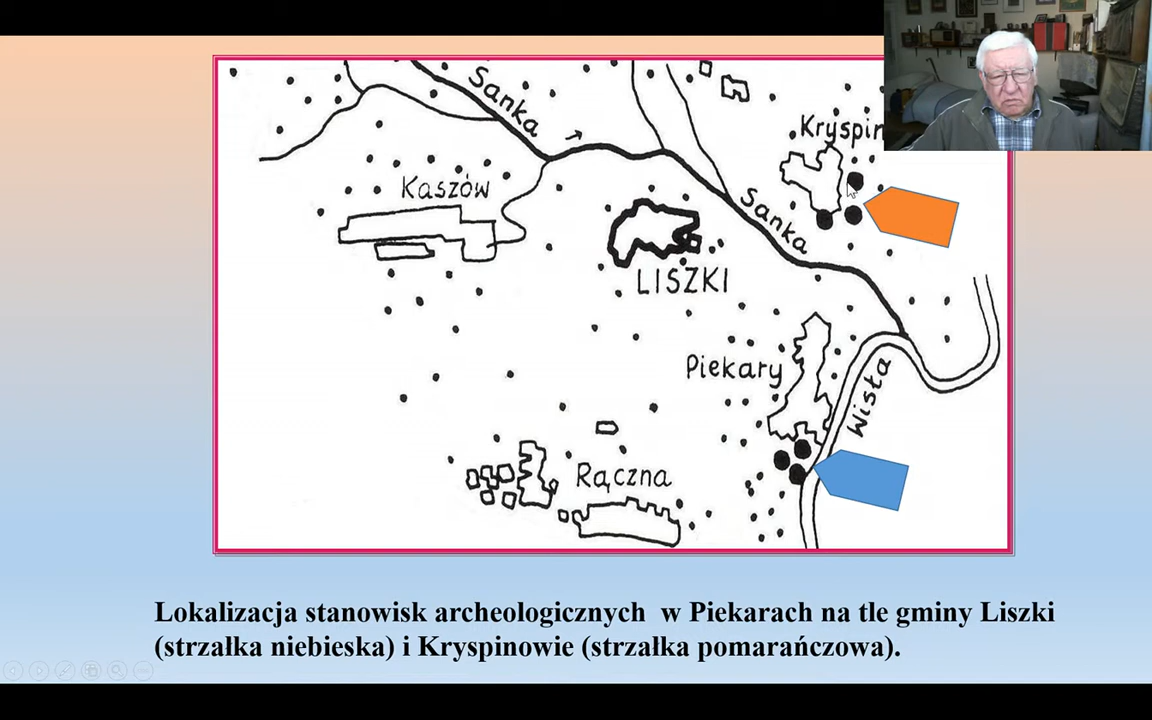 Sanka
Kryspin
Kaszów
Sanka
LISZKI
Piekary
Wisła
Rączna
Lokalizacja stanowisk archeologicznych w Piekarach na tle gminy Liszki
(strzałka niebieska) i Kryspinowie (strzałka pomarańczowa).